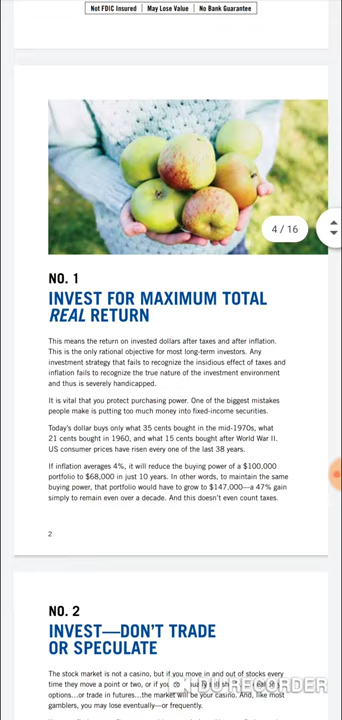 Not FDIC Insured | May Lose Value | No Bank Guarantee
4 / 16
NO. 1
INVEST FOR MAXIMUM TOTAL
REAL RETURN
This means the return on invested dollars after taxes and after inflation.
This is the only rational objective for most long-term investors. Any
investment strategy that fails to recognize the insidious effect of taxes and
inflation fails to recognize the true nature of the investment environment
and thus is severely handicapped.
It is vital that you protect purchasing power. One of the biggest mistakes
people make is putting too much money into fixed-income securities.
Today's dollar buys only what 35 cents bought in the mid-1970s, what
21 cents bought in 1960, and what 15 cents bought after World War II.
US consumer prices have risen every one of the last 38 years.
If inflation averages 4%, it will reduce the buying power of a $100,000
portfolio to $68,000 in just 10 years. In other words, to maintain the same
buying power, that portfolio would have to grow to $147,000—a 47% gain
simply to remain even over a decade. And this doesn't even count taxes.
2
NO. 2
INVEST—DON'T TRADE
OR SPECULATE
The stock market is not a casino, but if you move in and out of stocks every
time they move a point or two, or if you
options...or trade in futures...the market will be your casino. And, like most
gamblers, you may lose eventually—or frequently.
DU RECORDER